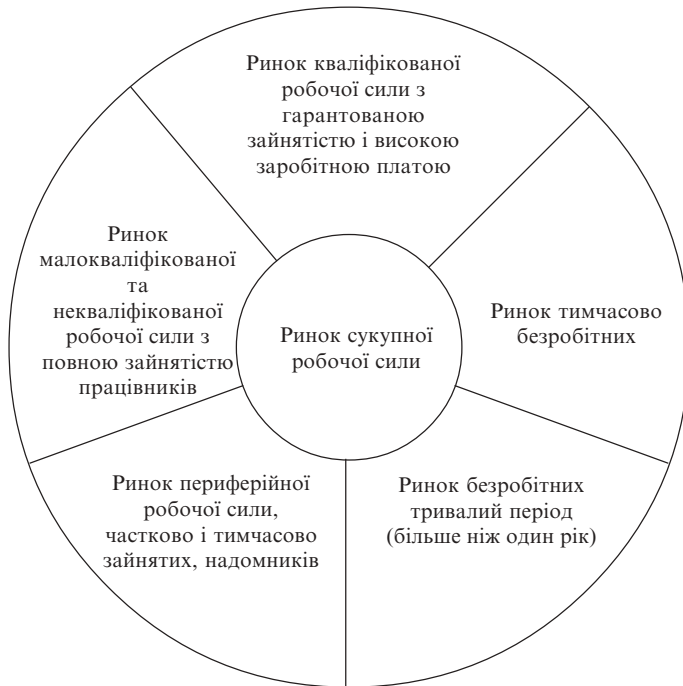 Ринок кваліфікованої
робочої сили з
гарантованою
зайнятістю і високою
заробітною платою
Ринок
малокваліфікованої
та
некваліфікованої
робочої сили з
повною зайнятістю
працівників
Ринок сукупної
робочої сили
Ринок тимчасово
безробітних
Ринок периферійної
робочої сили,
частково і тимчасово
зайнятих, надомників
Ринок безробітних
тривалий період
(більше ніж один рік)